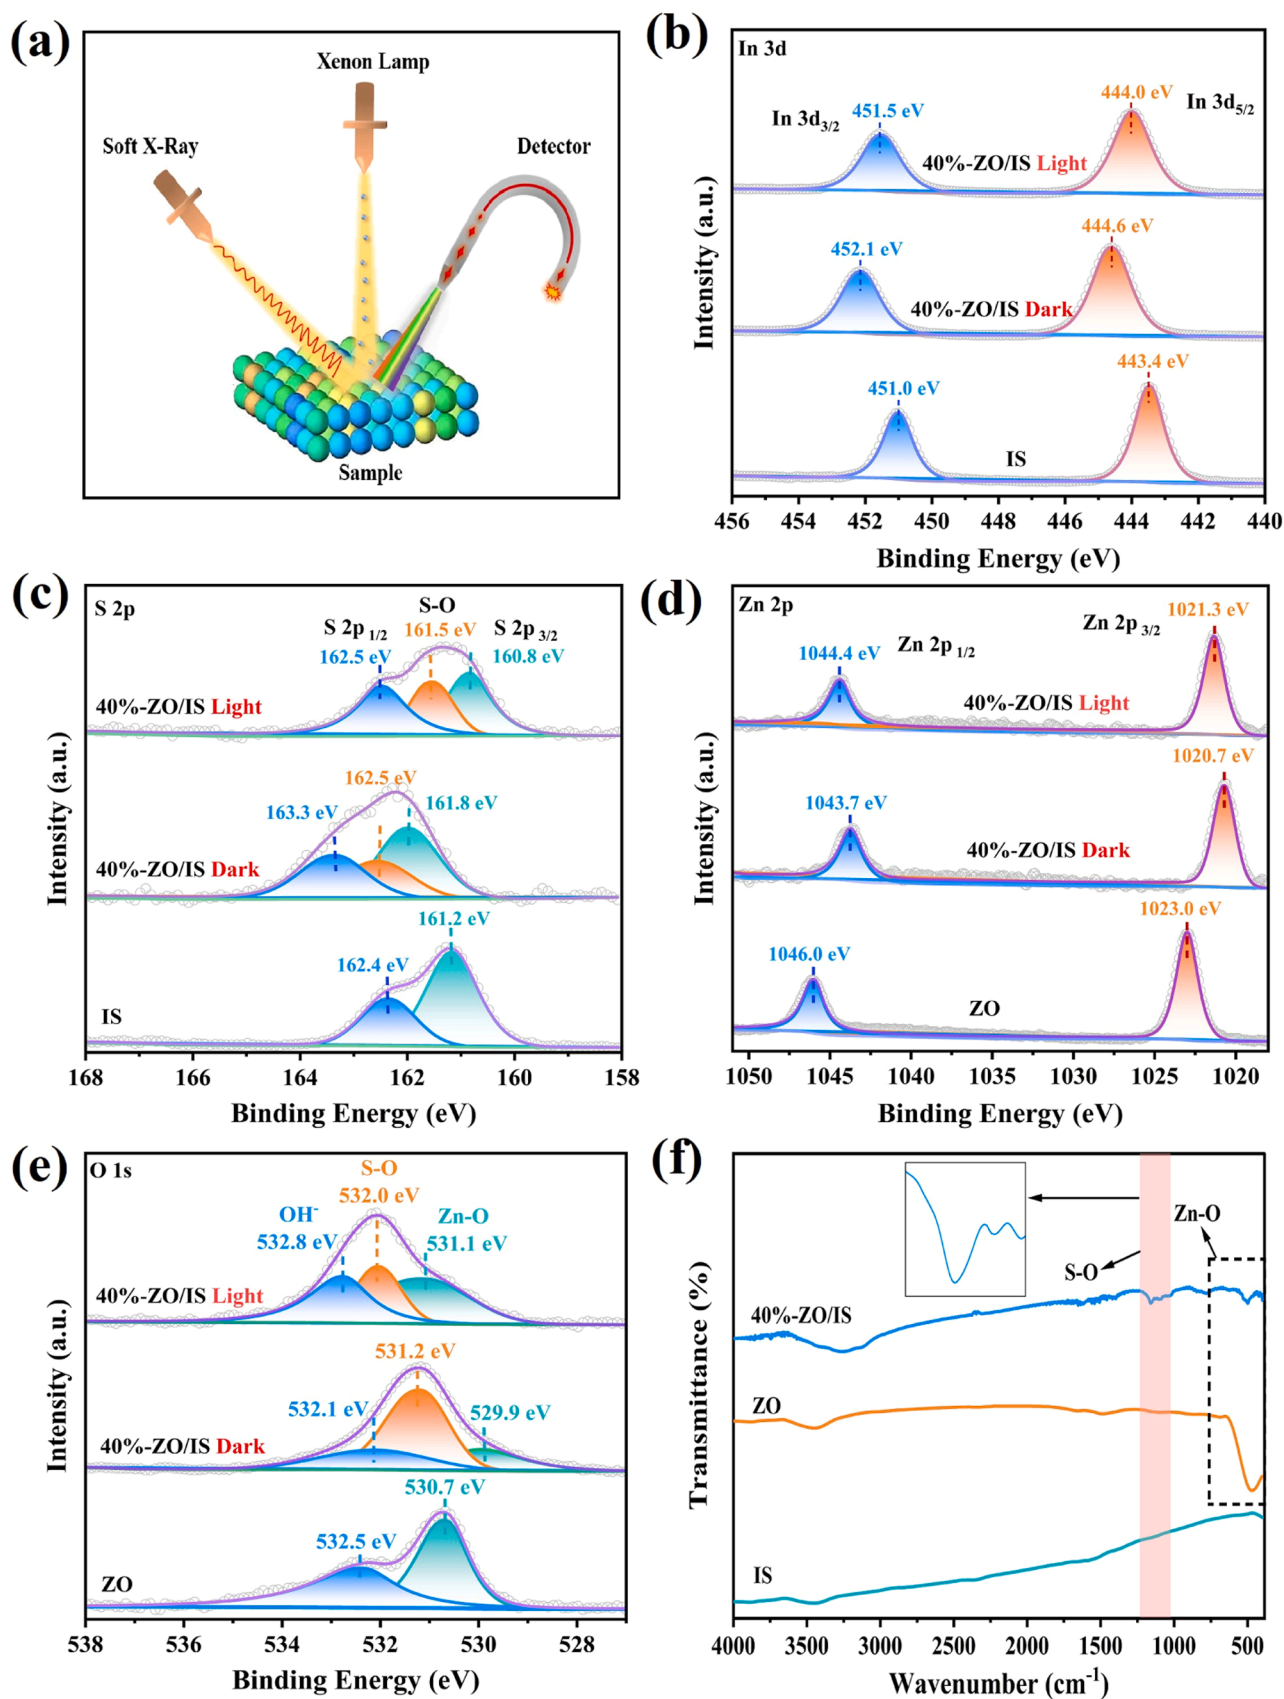 (a)
Xenon Lamp
Soft X-Ray
Detector
Sample
(b)
In 3d
In 3d3/2
451.5 eV
444.0 eV
In 3d5/2
40%-ZO/IS Light
452.1 eV
444.6 eV
40%-ZO/IS Dark
451.0 eV
443.4 eV
IS
Intensity (a.u.)
456 454 452 450 448 446 444 442 440
Binding Energy (eV)
(c)
S 2p
S-O
S 2p 1/2
161.5 eV
S 2p 3/2
162.5 eV
160.8 eV
40%-ZO/IS Light
162.5 eV
163.3 eV
161.8 eV
40%-ZO/IS Dark
161.2 eV
162.4 eV
IS
Intensity (a.u.)
168 166 164 162 160 158
Binding Energy (eV)
(d)
Zn 2p
1021.3 eV
Zn 2p 3/2
Zn 2p 1/2
1044.4 eV
40%-ZO/IS Light
1020.7 eV
1043.7 eV
40%-ZO/IS Dark
1023.0 eV
1046.0 eV
ZO
Intensity (a.u.)
1050 1045 1040 1035 1030 1025 1020
Binding Energy (eV)
(e)
O 1s
S-O
532.0 eV
OH-
Zn-O
532.8 eV
531.1 eV
40%-ZO/IS Light
531.2 eV
532.1 eV
529.9 eV
40%-ZO/IS Dark
530.7 eV
532.5 eV
ZO
Intensity (a.u.)
538 536 534 532 530 528
Binding Energy (eV)
(f)
Zn-O
S-O
40%-ZO/IS
ZO
IS
Transmittance (%)
4000 3500 3000 2500 2000 1500 1000 500
Wavenumber (cm-1)